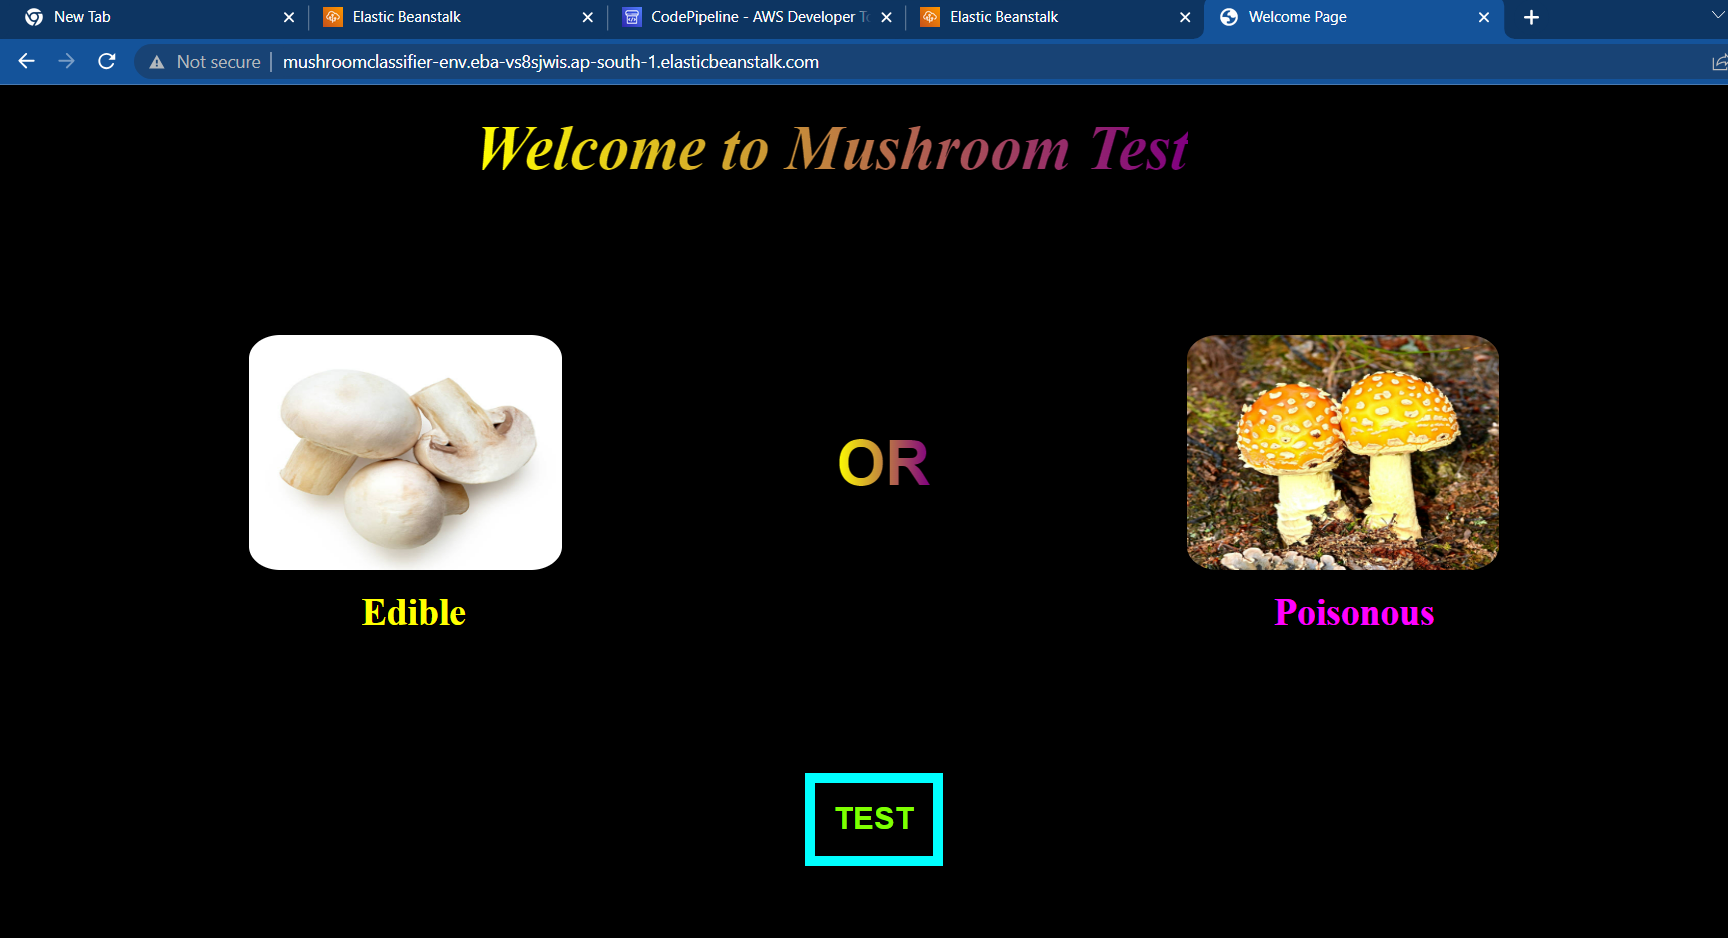 New Tab
Elastic Beanstalk
CodePipeline - AWS Developer
Elastic Beanstalk
Welcome Page
Not secure
mushroomclassifier-env.eba-vs8sjwis.ap-south-1.elasticbeanstalk.com
Welcome to Mushroom Test
OR
Edible
Poisonous
TEST